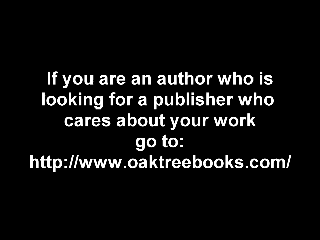 If you are an author who is
looking for a publisher who
cares about your work
go to:
http://www.oaktreebooks.com/